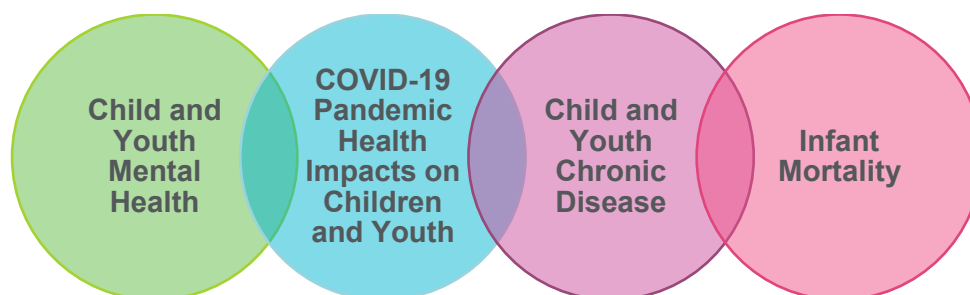 Child and
Youth
Mental
Health
COVID-19
Pandemic
Health
Impacts on
Children
and Youth
Child and
Youth
Chronic
Disease
Infant
Mortality